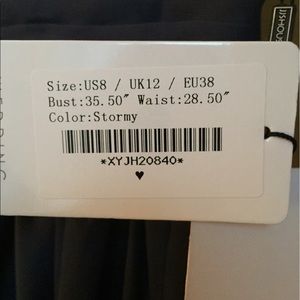 Size:US8 / UK12 / EU38
Bust:35.50" Waist:28.50"
Color:Stormy
*XYJH20840*
♥